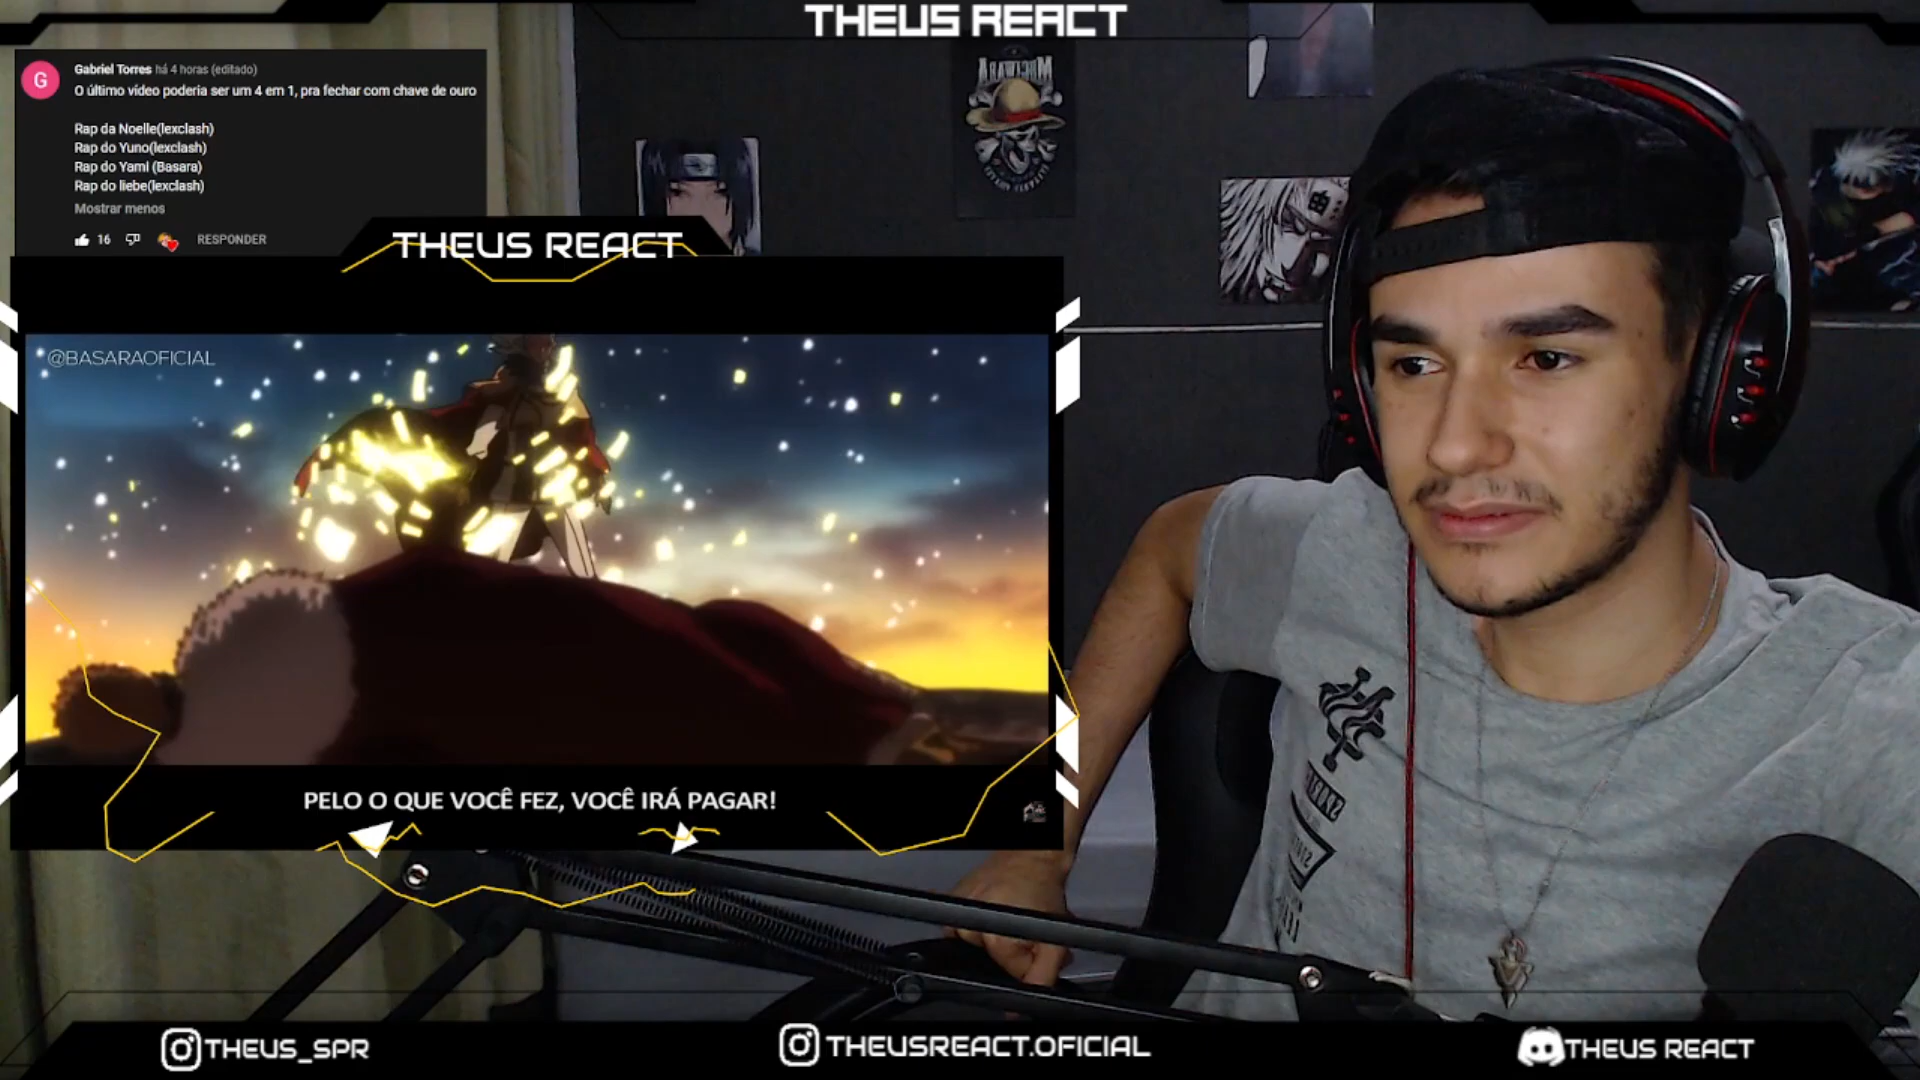 THEUS REACT
G
Gabriel Torres há 4 horas (editado)
O último vídeo poderia ser um 4 em 1, pra fechar com chave de ouro
Rap da Noelle(lexclash)
Rap do Yuno(lexclash)
Rap do Yami (Basara)
Rap do liebe(lexclash)
Mostrar menos
16
RESPONDER
THEUS REACT
@BASARAOFICIAL
PELO O QUE VOCÊ FEZ, VOCÊ IRÁ PAGAR!
THEUS_SPR
THEUSREACT.OFICIAL
THEUS REACT